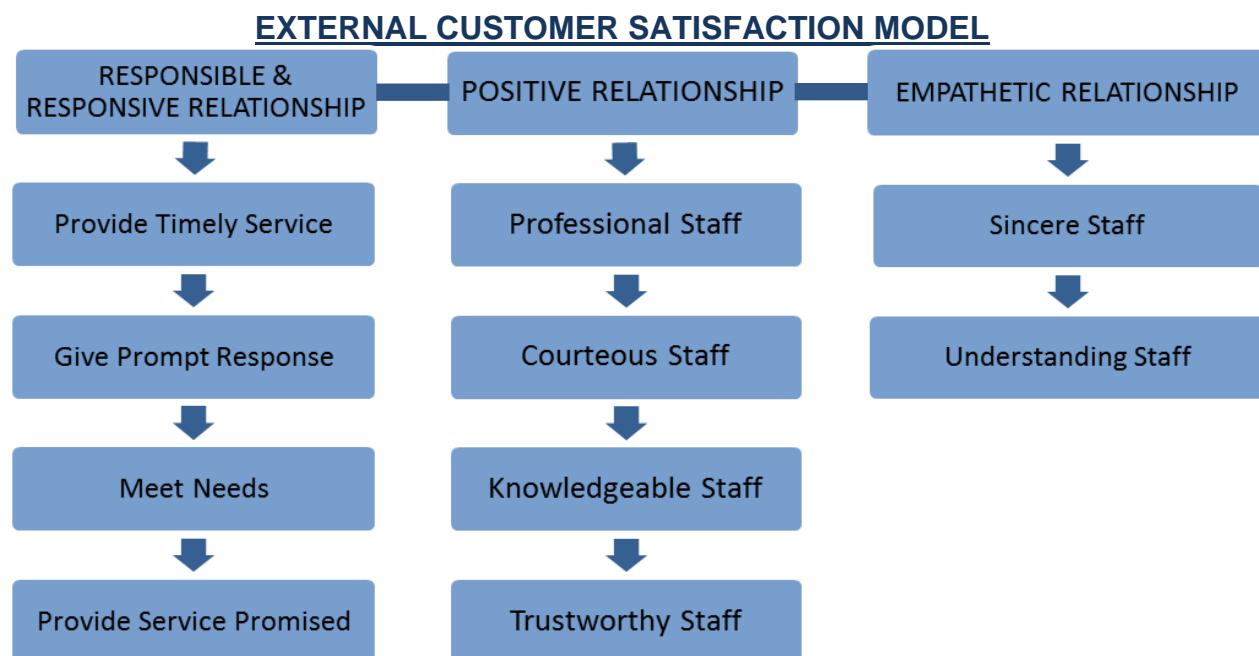 EXTERNAL CUSTOMER SATISFACTION MODEL
RESPONSIBLE &
RESPONSIVE RELATIONSHIP
Provide Timely Service
Give Prompt Response
Meet Needs
Provide Service Promised
POSITIVE RELATIONSHIP
Professional Staff
Courteous Staff
Knowledgeable Staff
Trustworthy Staff
EMPATHETIC RELATIONSHIP
Sincere Staff
Understanding Staff